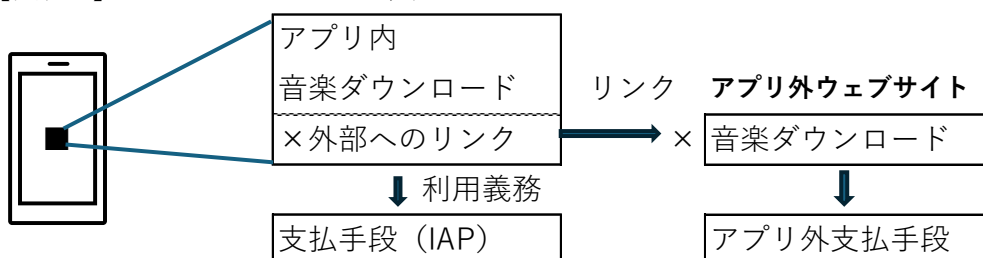 アプリ内
音楽ダウンロード
×外部へのリンク
リンク
×
アプリ外ウェブサイト
音楽ダウンロード
利用義務
支払手段（IAP）
アプリ外支払手段